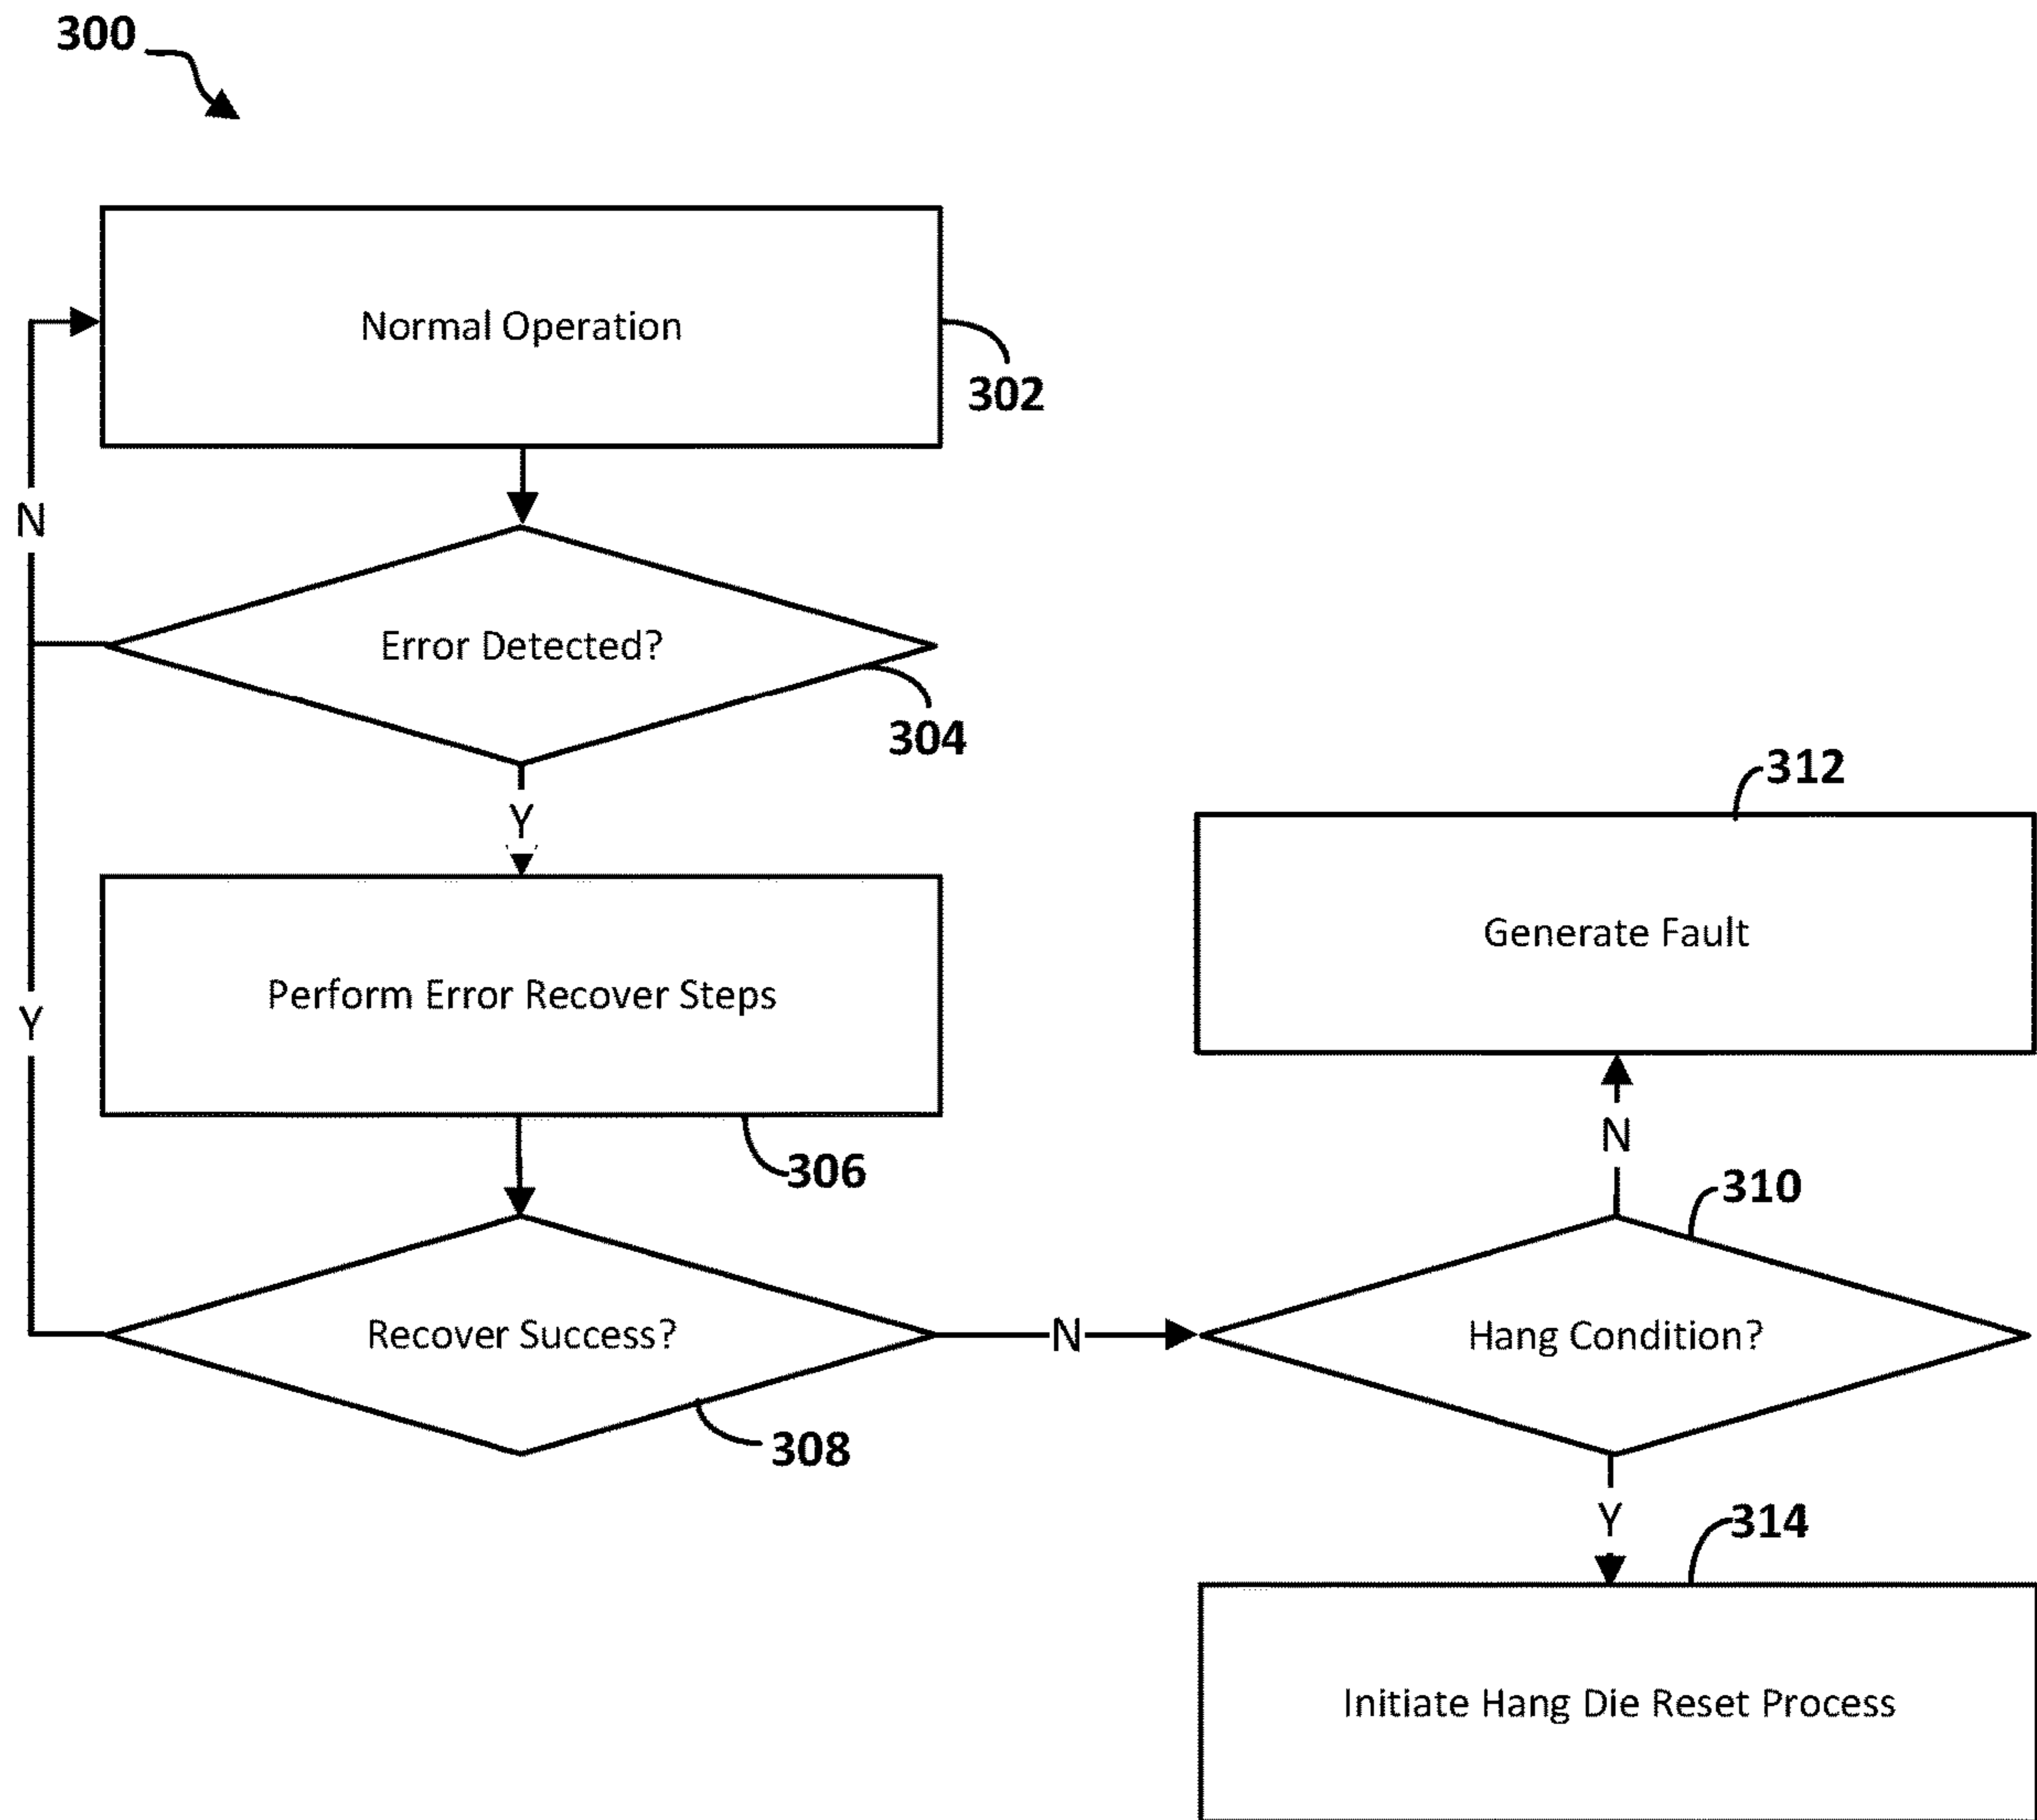 300
Normal Operation
302
N
Error Detected?
304
Y
312
Generate Fault
Perform Error Recover Steps
Y
N
306
310
Recover Success?
N
Hang Condition?
308
Y
314
Initiate Hang Die Reset Process